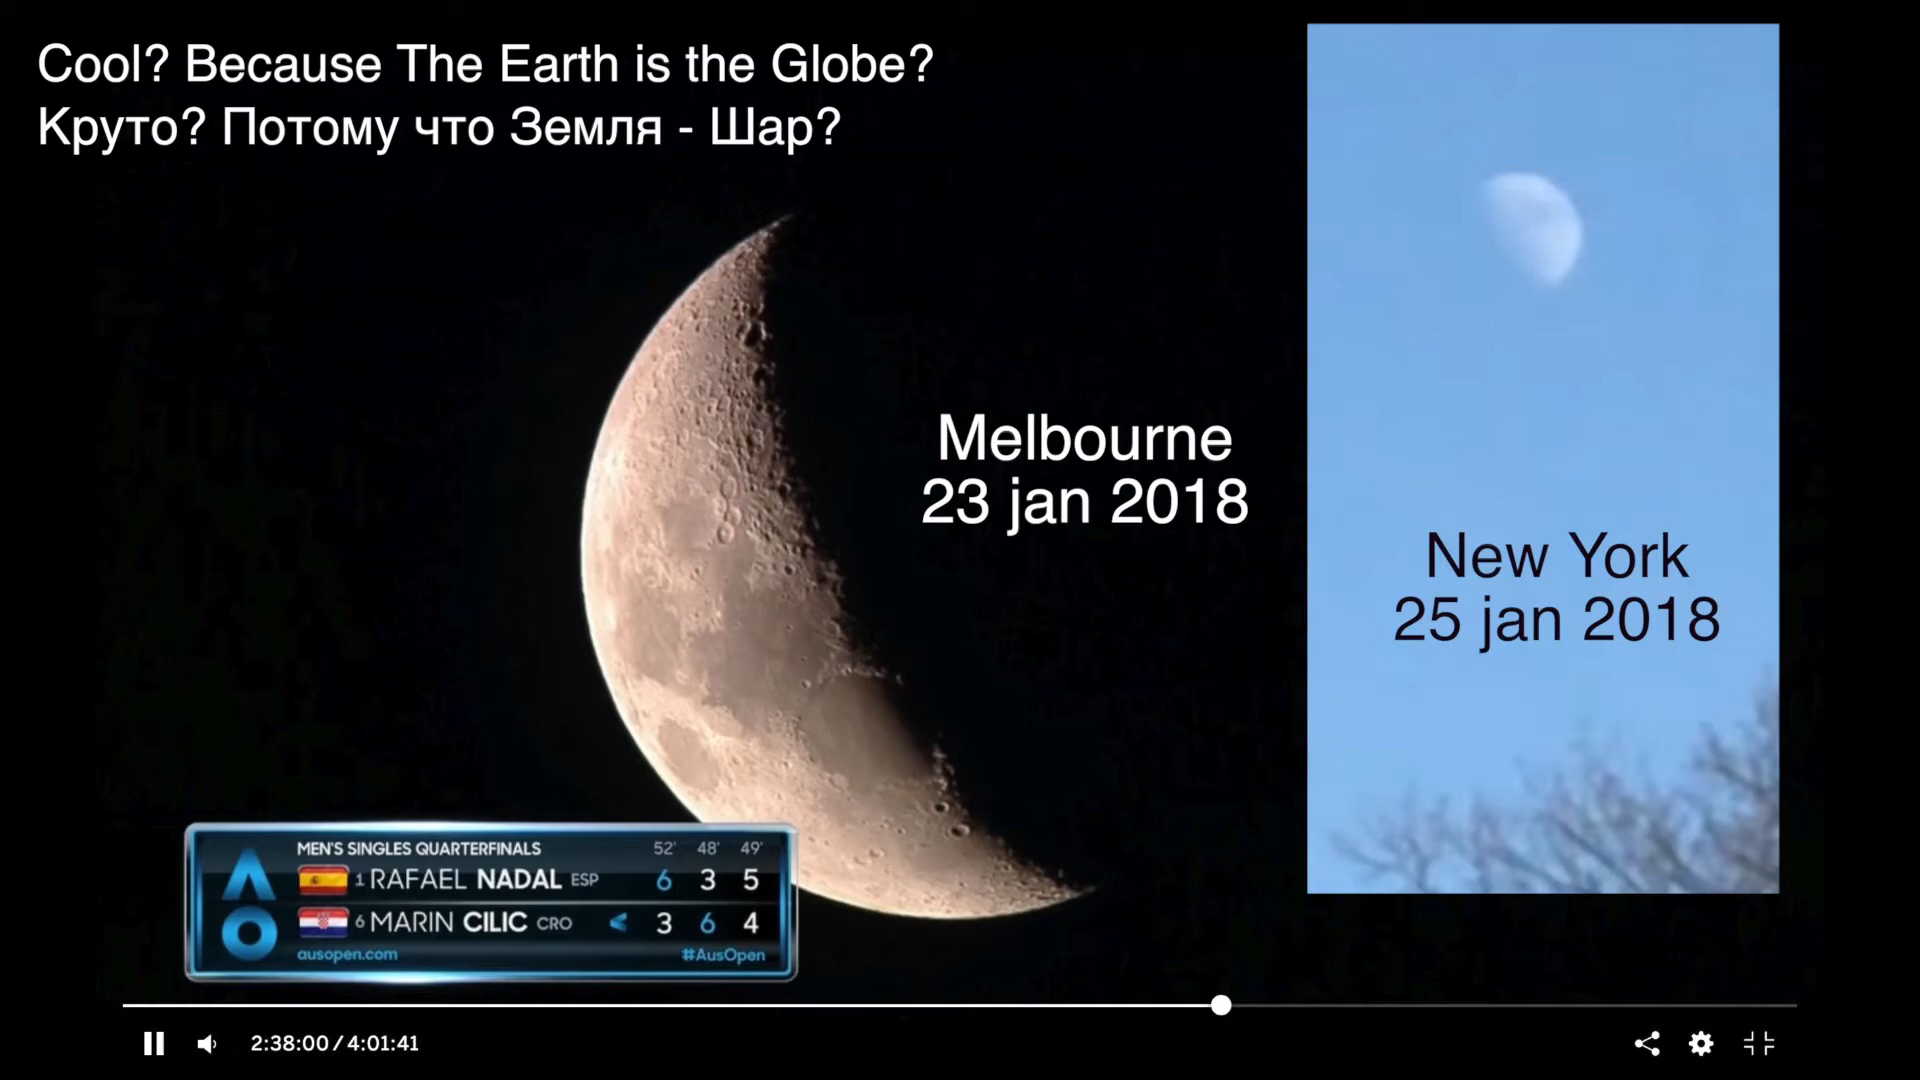 Cool? Because The Earth is the Globe?
Круто? Потому что Земля - Шар?
Melbourne
23 jan 2018
New York
25 jan 2018
MEN'S SINGLES QUARTERFINALS 52' 48' 49'
1 RAFAEL NADAL ESP 6 3 5
6 MARIN CILIC CRO 3 6 4
ausopen.com #AusOpen
2:38:00 / 4:01:41